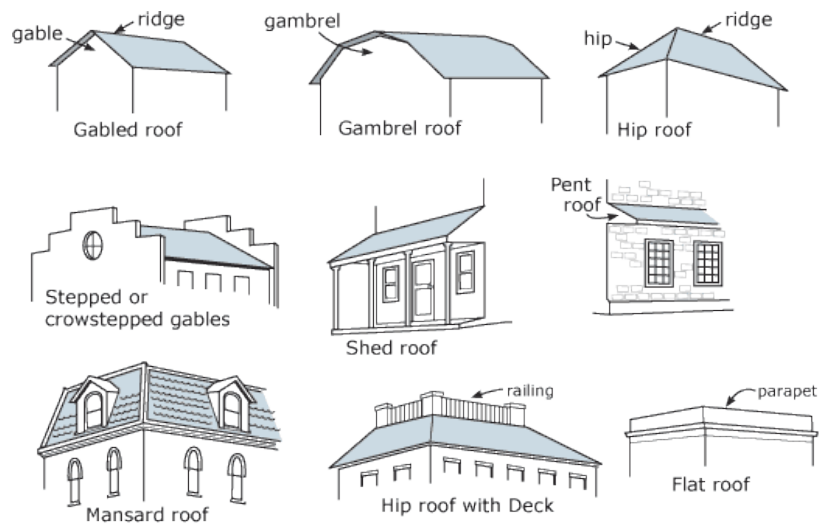 gable
ridge
Gabled roof
gambrel
Gambrel roof
hip
ridge
Hip roof
Stepped or
crowstepped gables
Shed roof
Pent
roof
Mansard roof
railing
Hip roof with Deck
parapet
Flat roof